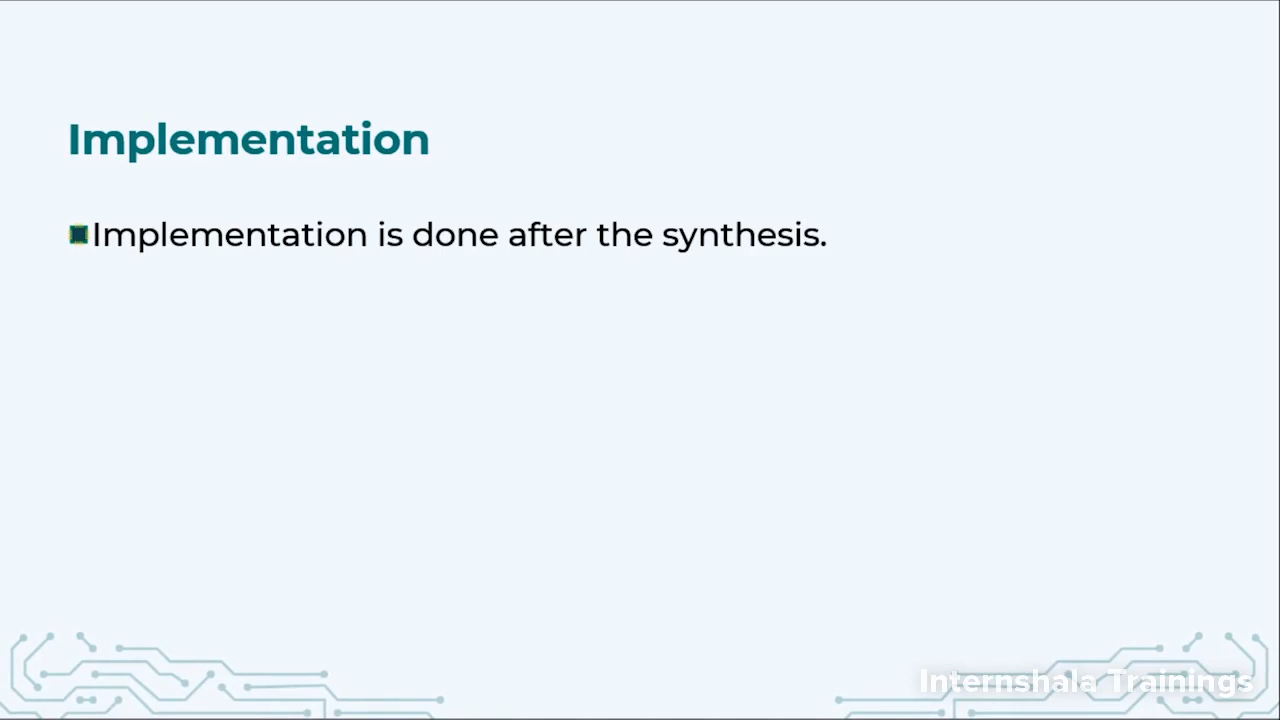 Implementation
Implementation is done after the synthesis.
Internshala Trainings